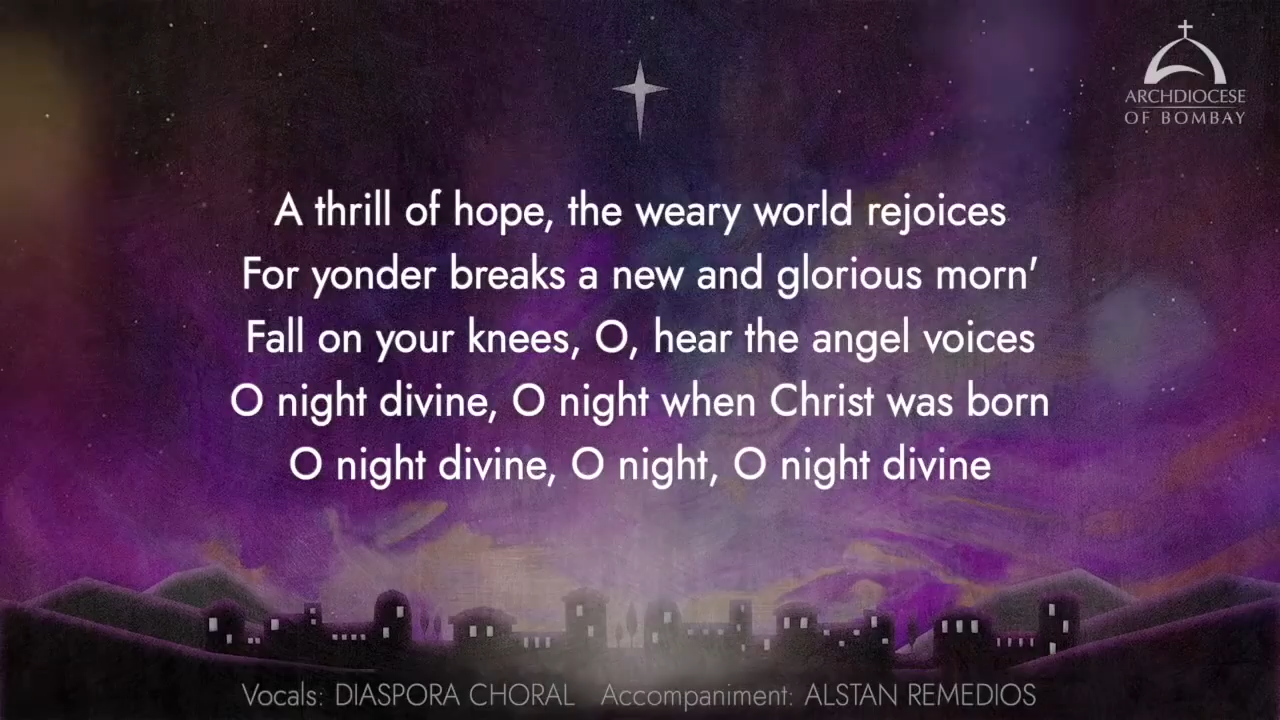 ARCHDIOCESE
OF BOMBAY
A thrill of hope, the weary world rejoices
For yonder breaks a new and glorious morn'
Fall on your knees, O, hear the angel voices
O night divine, O night when Christ was born
O night divine, O night, O night divine
Vocals: DIASPORA CHORAL Accompaniment: ALSTAN REMEDIOS